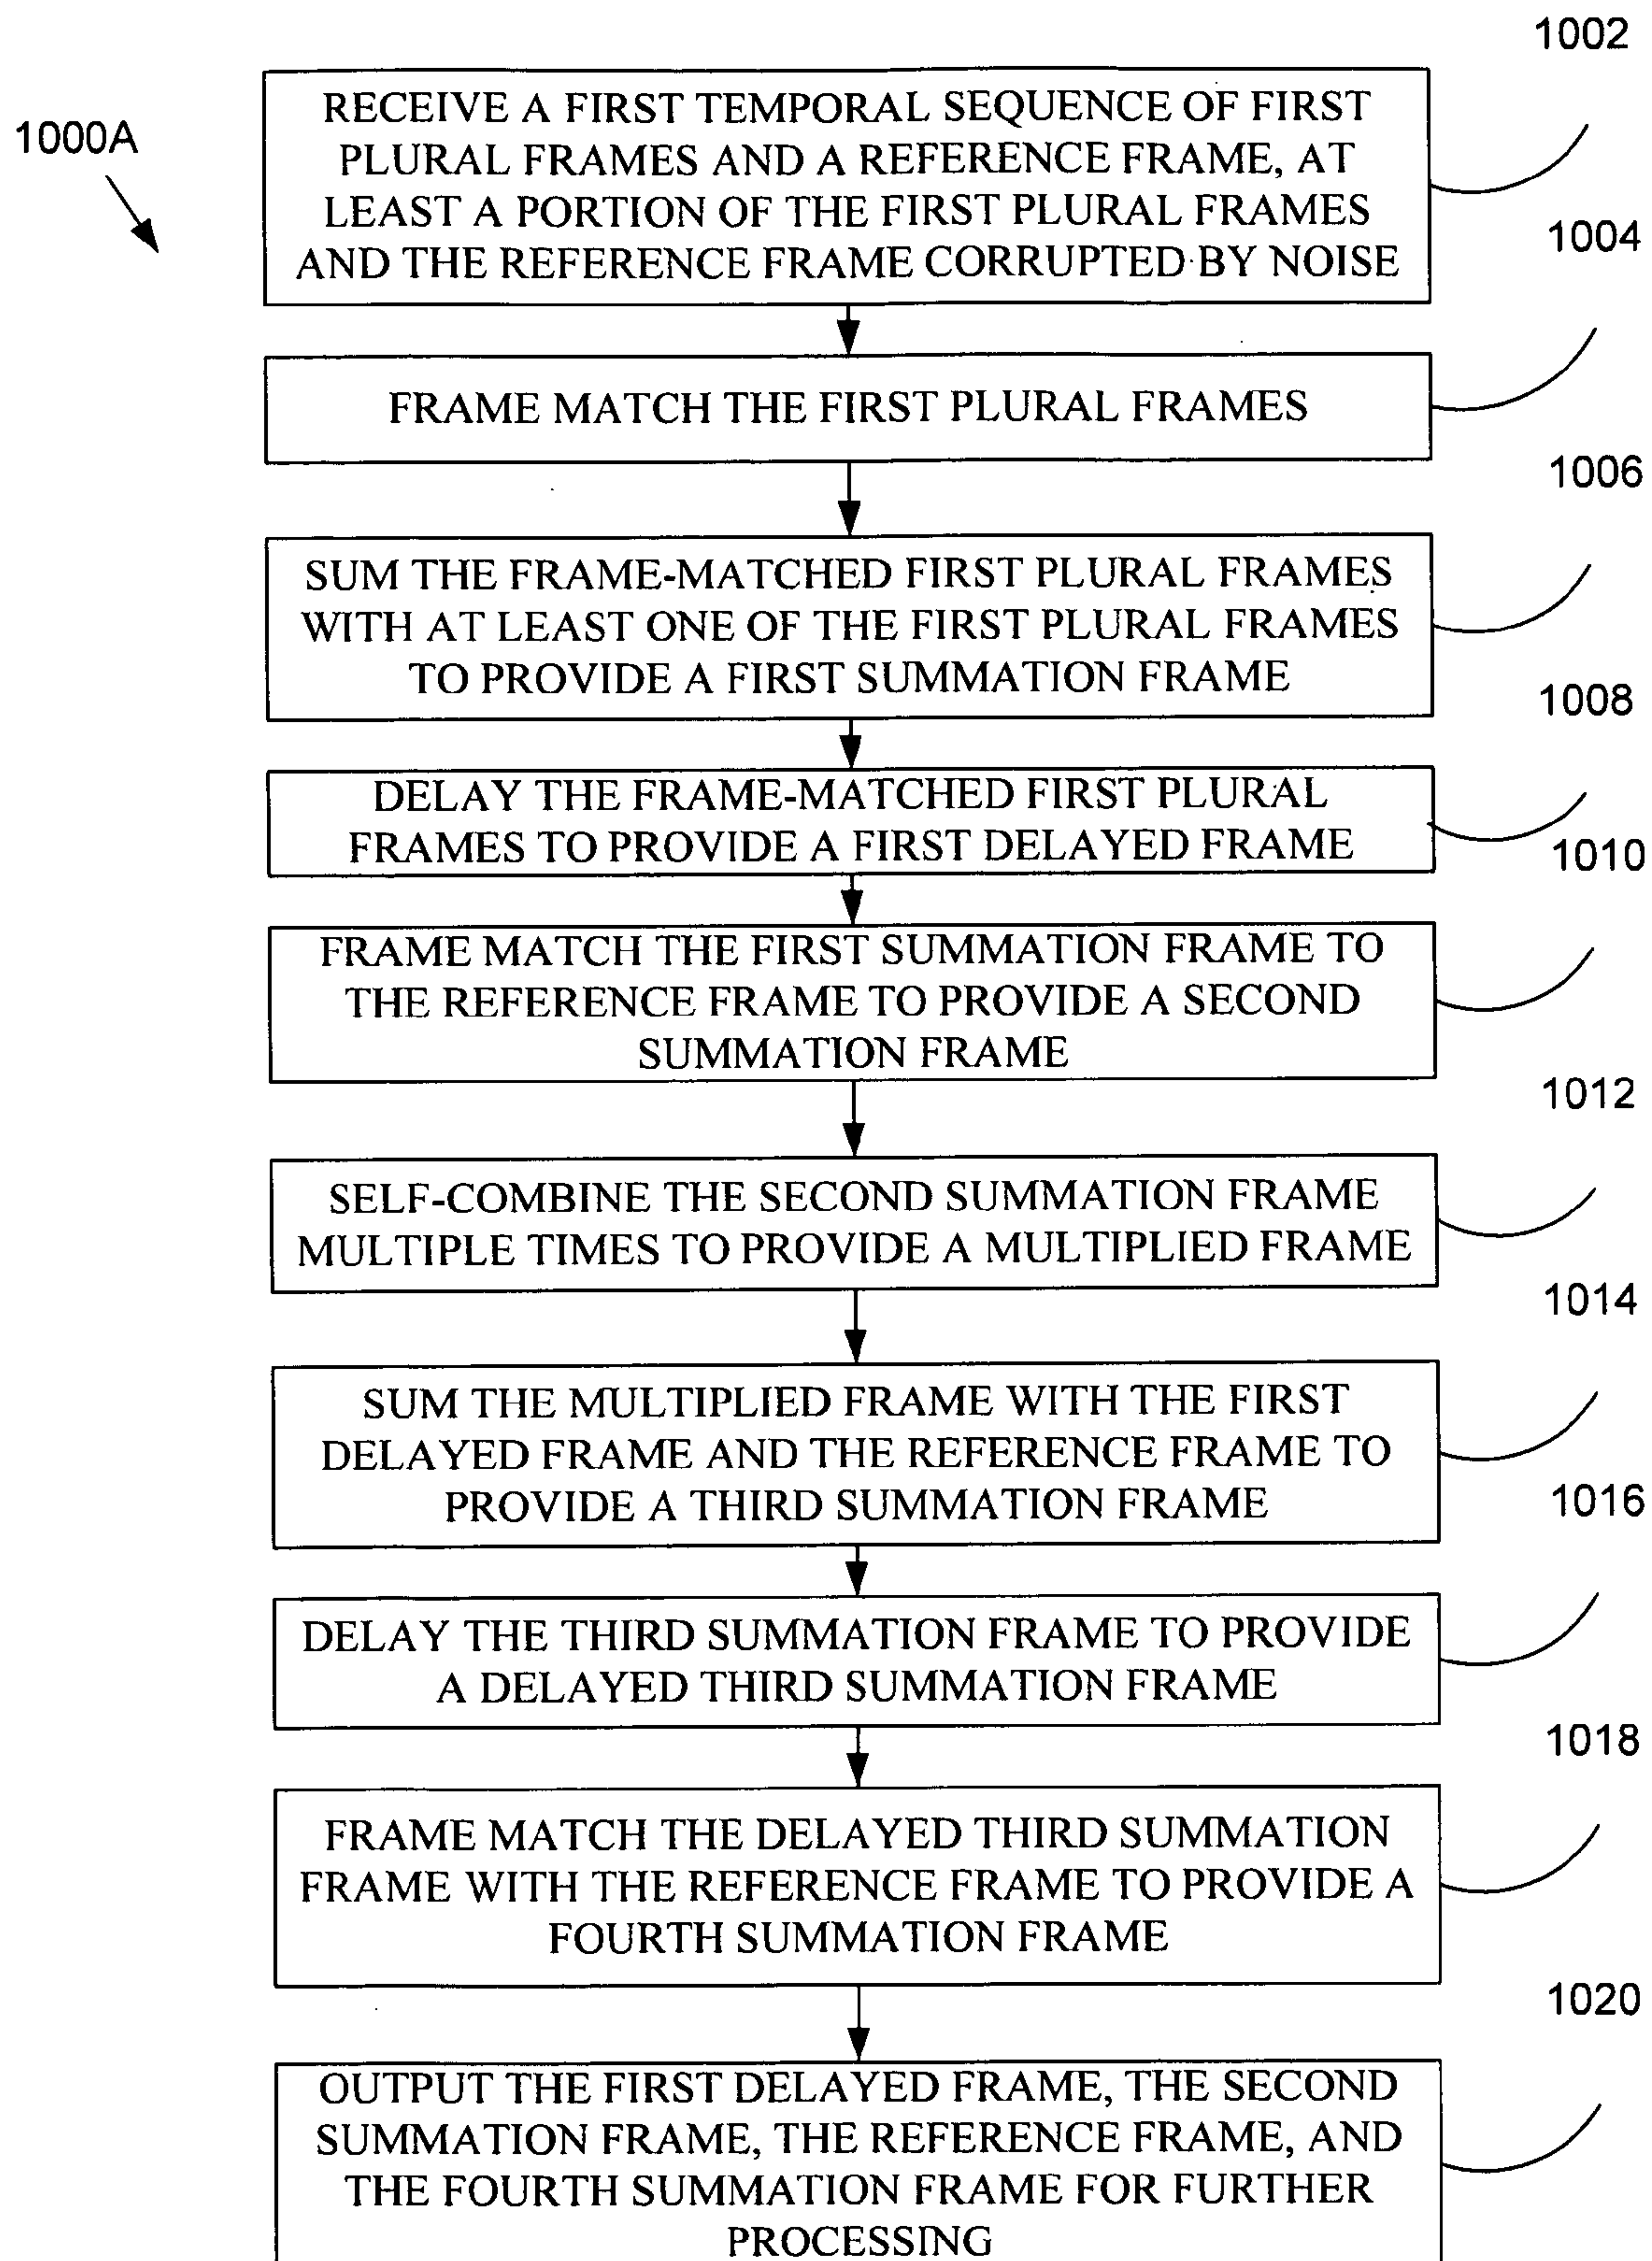 1002
1000A
RECEIVE A FIRST TEMPORAL SEQUENCE OF FIRST
PLURAL FRAMES AND A REFERENCE FRAME, AT
LEAST A PORTION OF THE FIRST PLURAL FRAMES
AND THE REFERENCE FRAME CORRUPTED BY NOISE
1004
FRAME MATCH THE FIRST PLURAL FRAMES
1006
SUM THE FRAME-MATCHED FIRST PLURAL FRAMES
WITH AT LEAST ONE OF THE FIRST PLURAL FRAMES
TO PROVIDE A FIRST SUMMATION FRAME
1008
DELAY THE FRAME-MATCHED FIRST PLURAL
FRAMES TO PROVIDE A FIRST DELAYED FRAME
1010
FRAME MATCH THE FIRST SUMMATION FRAME TO
THE REFERENCE FRAME TO PROVIDE A SECOND
SUMMATION FRAME
1012
SELF-COMBINE THE SECOND SUMMATION FRAME
MULTIPLE TIMES TO PROVIDE A MULTIPLIED FRAME
1014
SUM THE MULTIPLIED FRAME WITH THE FIRST
DELAYED FRAME AND THE REFERENCE FRAME TO
PROVIDE A THIRD SUMMATION FRAME
1016
DELAY THE THIRD SUMMATION FRAME TO PROVIDE
A DELAYED THIRD SUMMATION FRAME
1018
FRAME MATCH THE DELAYED THIRD SUMMATION
FRAME WITH THE REFERENCE FRAME TO PROVIDE A
FOURTH SUMMATION FRAME
1020
OUTPUT THE FIRST DELAYED FRAME, THE SECOND
SUMMATION FRAME, THE REFERENCE FRAME, AND
THE FOURTH SUMMATION FRAME FOR FURTHER
PROCESSING